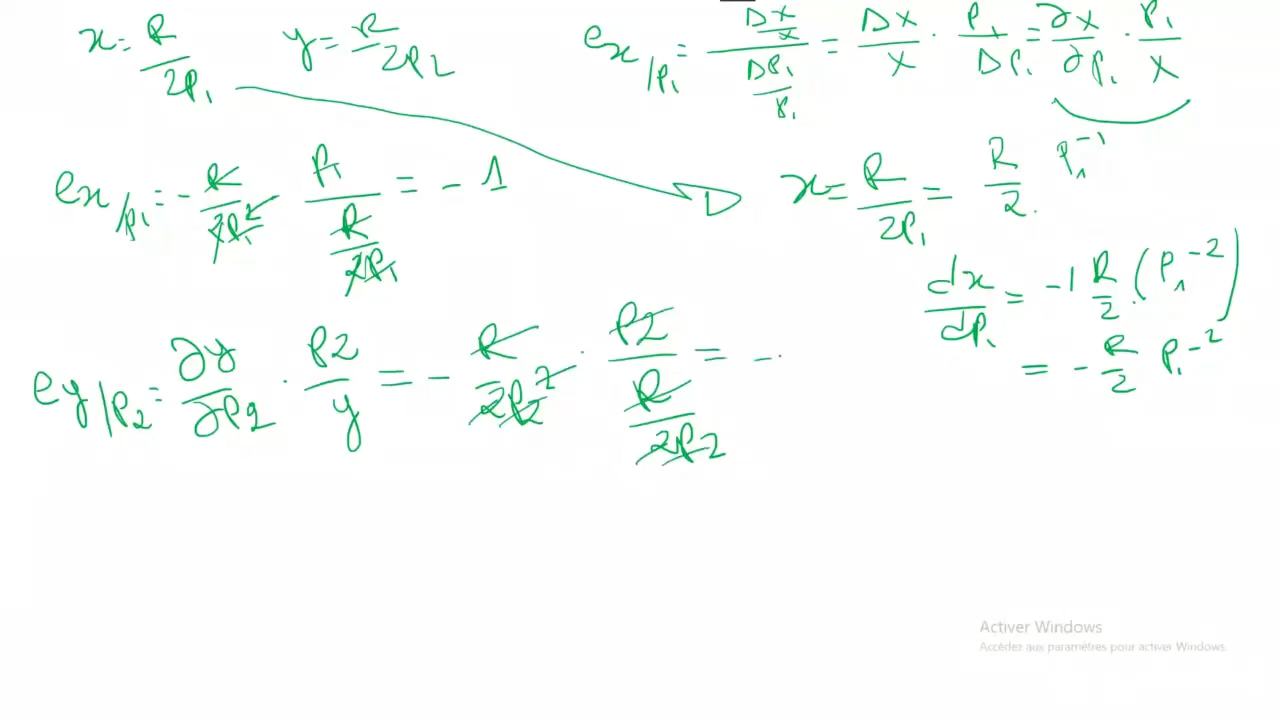 x = R/2P₁   y = R/2P2   ex/p₁ = (Δx/x)/(ΔP₁/P₁) = Δx/x · P₁/ΔP₁ = ∂x/∂P₁ · P₁/x
ex/p₁ = - R/2P₁² P₁/(R/2P₁) = - 1   x = R/2P₁ = R/2 P₁⁻¹
dx/dP₁ = -1 R/2 · (P₁⁻²)
= - R/2 P₁⁻²
ey/P₂ = ∂y/∂P2 · P2/y = - R/2P2² · P2/(R/2P2) = -
Activer Windows
Accédez aux paramètres pour activer Windows.